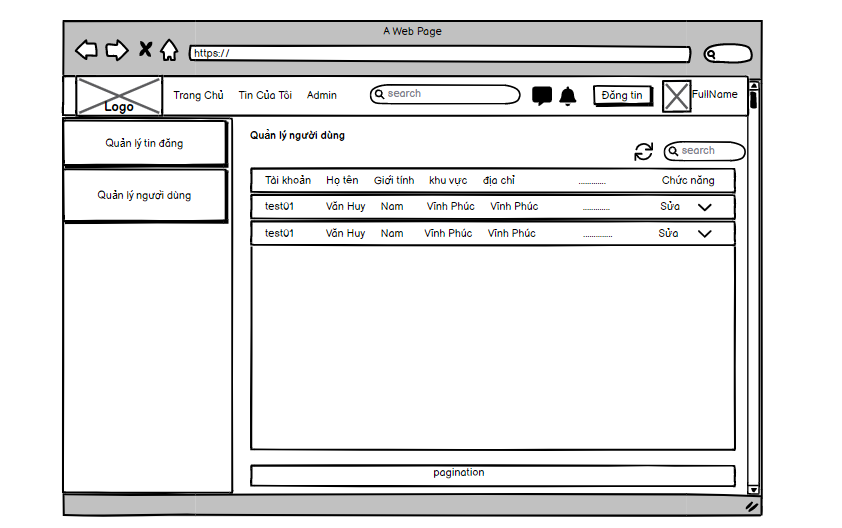 A Web Page
https://
Logo
Trang Chủ Tin Của Tôi Admin search Đăng tin FullName
Quản lý tin đăng
Quản lý người dùng
Quản lý người dùng
search
Tài khoản Họ tên Giới tính khu vực địa chỉ ............ Chức năng
test01 Văn Huy Nam Vĩnh Phúc Vĩnh Phúc ............ Sửa
test01 Văn Huy Nam Vĩnh Phúc Vĩnh Phúc ............. Sửa
pagination